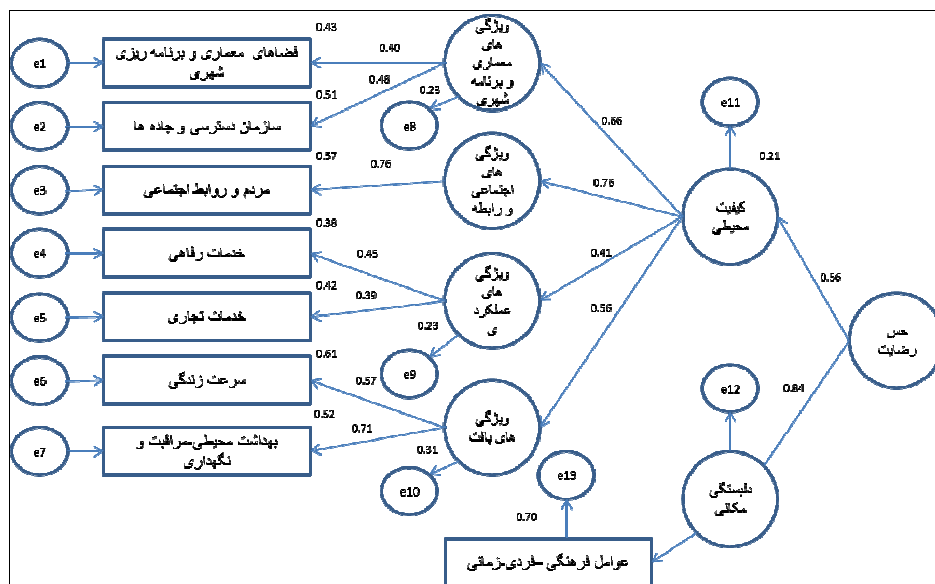 0.43
e1
فضاهای معماری و برنامه ریزی
شهری
0.40
ویژگی
های
معماری
و برنامه
شهری
0.51
e2
سازمان دسترسی و جاده ها
0.48
0.23
e8
e11
0.66
0.57
e3
مردم و روابط اجتماعی
0.76
ویژگی
های
اجتماعی
و رابطه
0.76
0.21
کیفیت
محیطی
0.38
e4
خدمات رفاهی
0.45
ویژگی
های
عملکرد
ی
0.41
0.42
e5
خدمات تجاری
0.39
0.23
e9
0.56
0.56
حس
رضایت
0.61
e6
سرعت زندگی
0.57
ویژگی
های بافت
e12
0.84
0.52
e7
بهداشت محیطی-مراقبت و
نگهداری
0.71
0.31
e10
e13
0.70
دلبستگی
مکانی
عوامل فرهنگی –فردی-زمانی